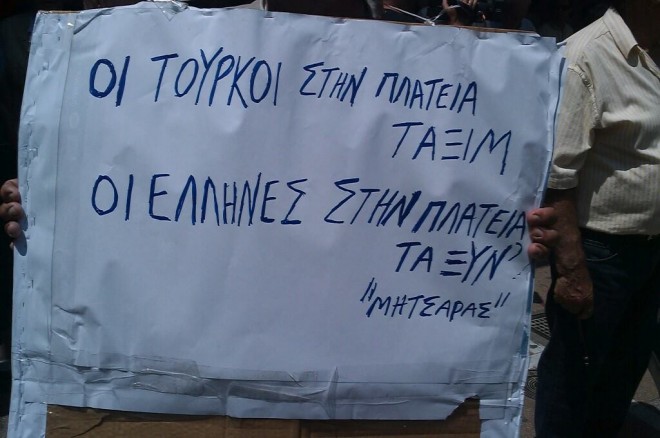 ΟΙ ΤΟΥΡΚΟΙ ΣΤΗΝ ΠΛΑΤΕΙΑ
ΤΑΞΙΜ
ΟΙ ΕΛΛΗΝΕΣ ΣΤΗΝ ΠΛΑΤΕΙΑ
ΤΑ ΞΥΝ?
"ΜΗΤΣΑΡΑΣ"